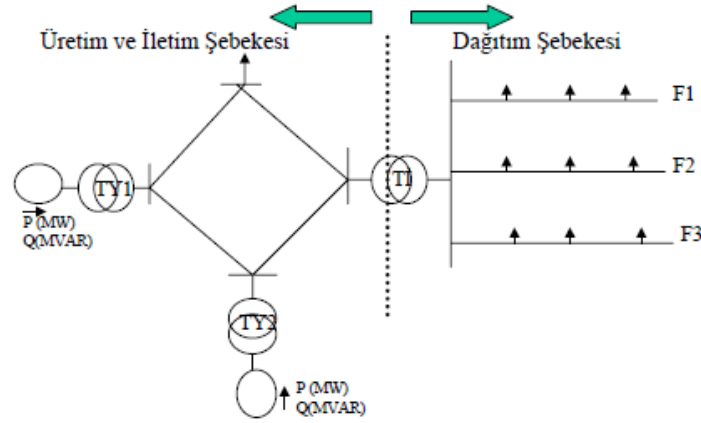 Üretim ve İletim Şebekesi
Dağıtım Şebekesi
F1
F2
F3
TY1
Tİ
P (MW)
Q(MVAR)
TY2
P (MW)
Q(MVAR)